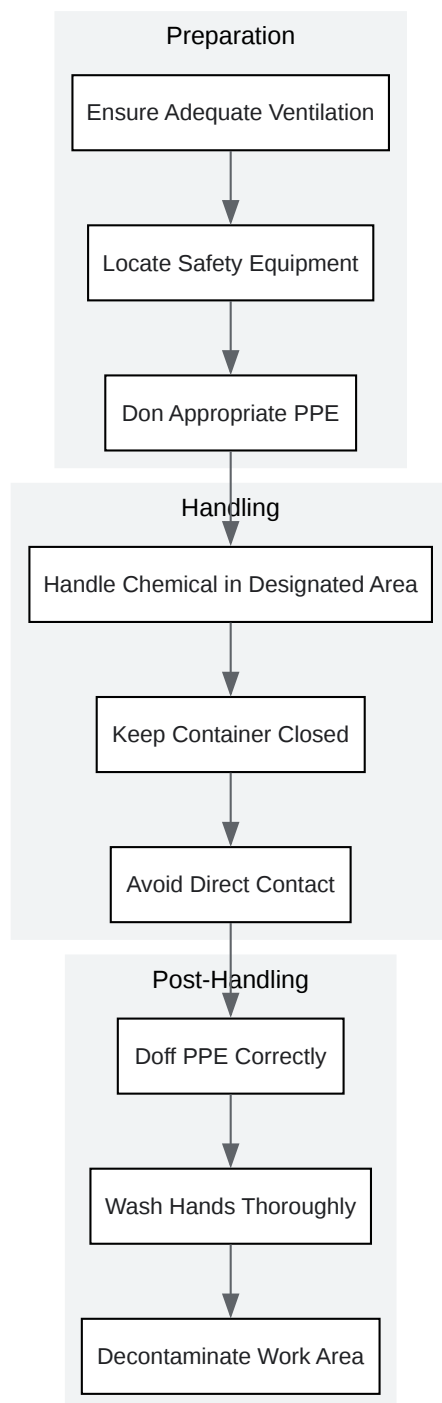 Preparation
Ensure Adequate Ventilation
Locate Safety Equipment
Don Appropriate PPE
Handling
Handle Chemical in Designated Area
Keep Container Closed
Avoid Direct Contact
Post-Handling
Doff PPE Correctly
Wash Hands Thoroughly
Decontaminate Work Area